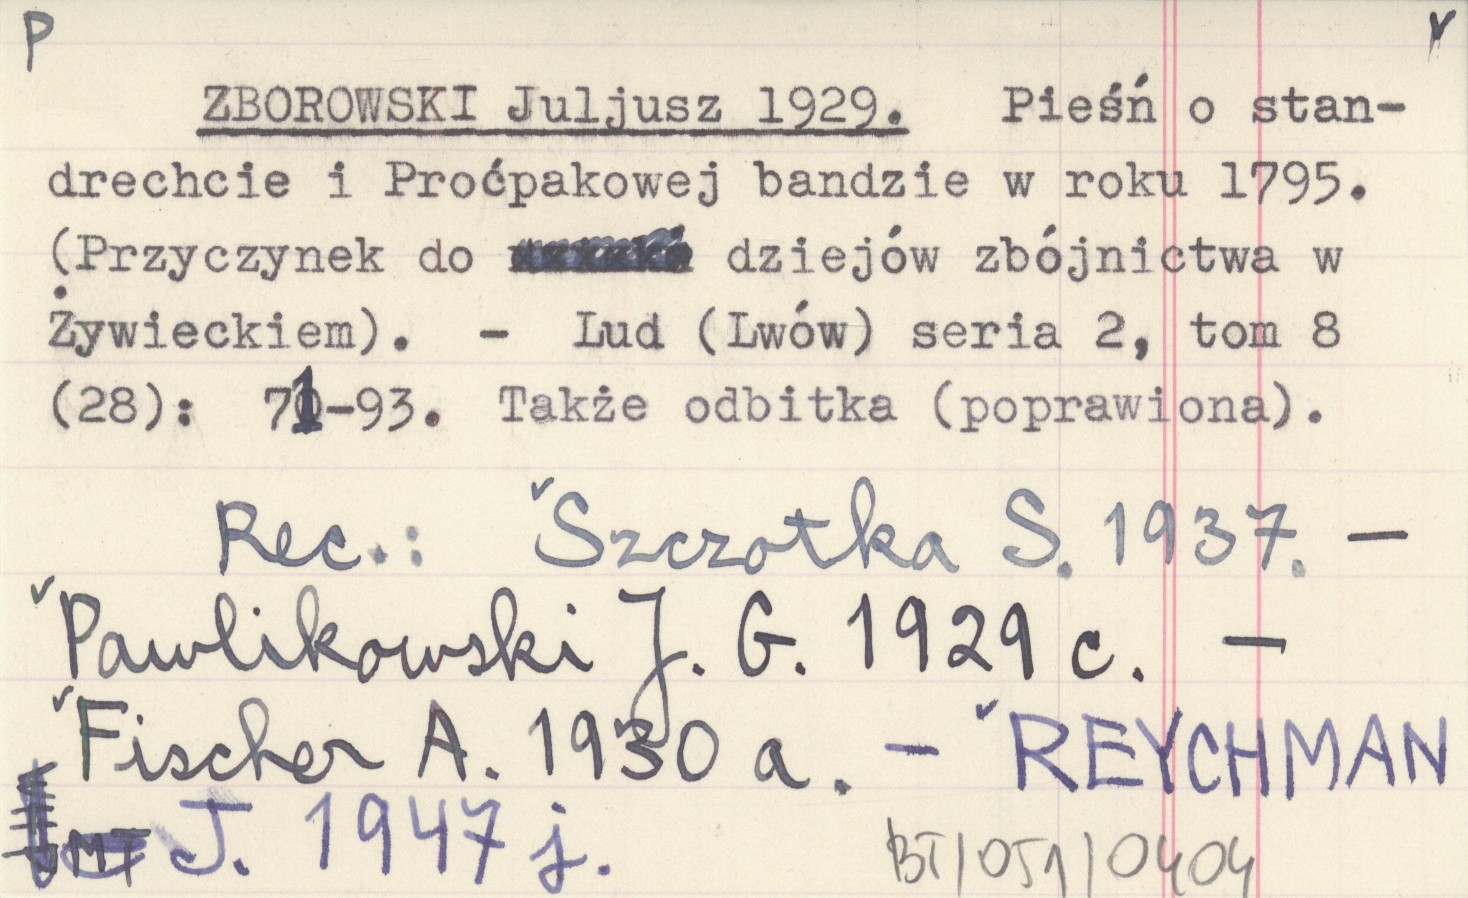 P v
ZBOROWSKI Juljusz 1929. Pieśń o stan-
drechcie i Proćpakowej bandzie w roku 1795.
(Przyczynek do dziejów zbójnictwa w
Żywieckiem). - Lud (Lwów) seria 2, tom 8
(28): 71-93. Także odbitka (poprawiona).
Rec.: Szczotka S. 1937. —
Pawlikowski J. G. 1929 c. —
Fischer A. 1930 a. — REYCHMAN
MT J. 1947 j.
BT/051/0404